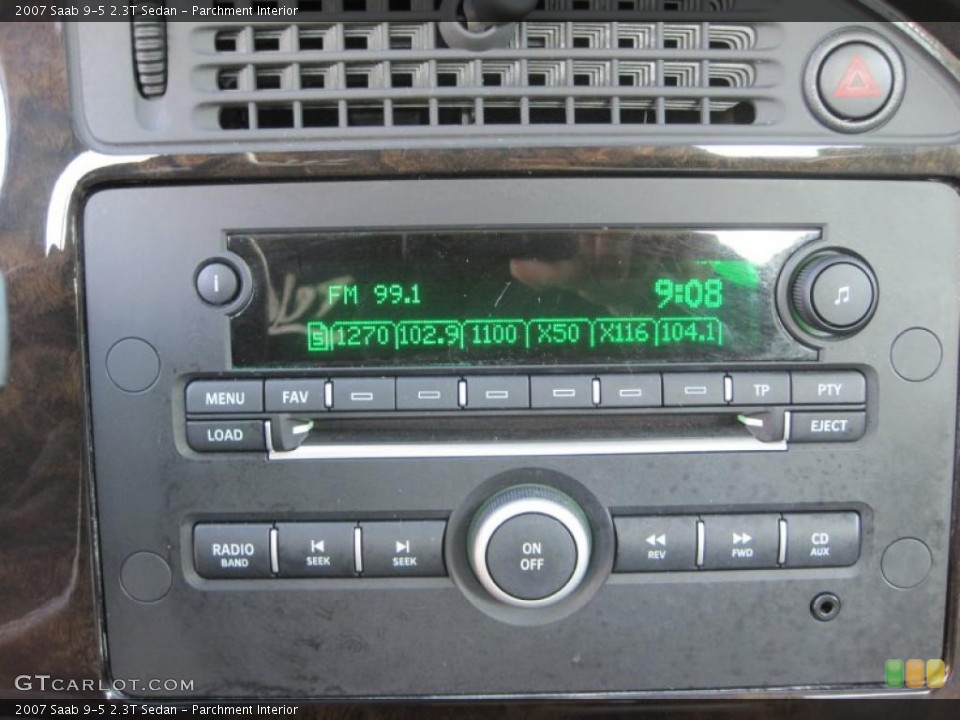 2007 Saab 9-5 2.3T Sedan - Parchment Interior
i
FM 99.1 9:08
5 1270 102.9 1100 X50 X116 104.1
MENU FAV TP PTY
LOAD EJECT
RADIO BAND SEEK SEEK ON OFF REV FWD CD AUX
GTCARLOT.COM
2007 Saab 9-5 2.3T Sedan - Parchment Interior